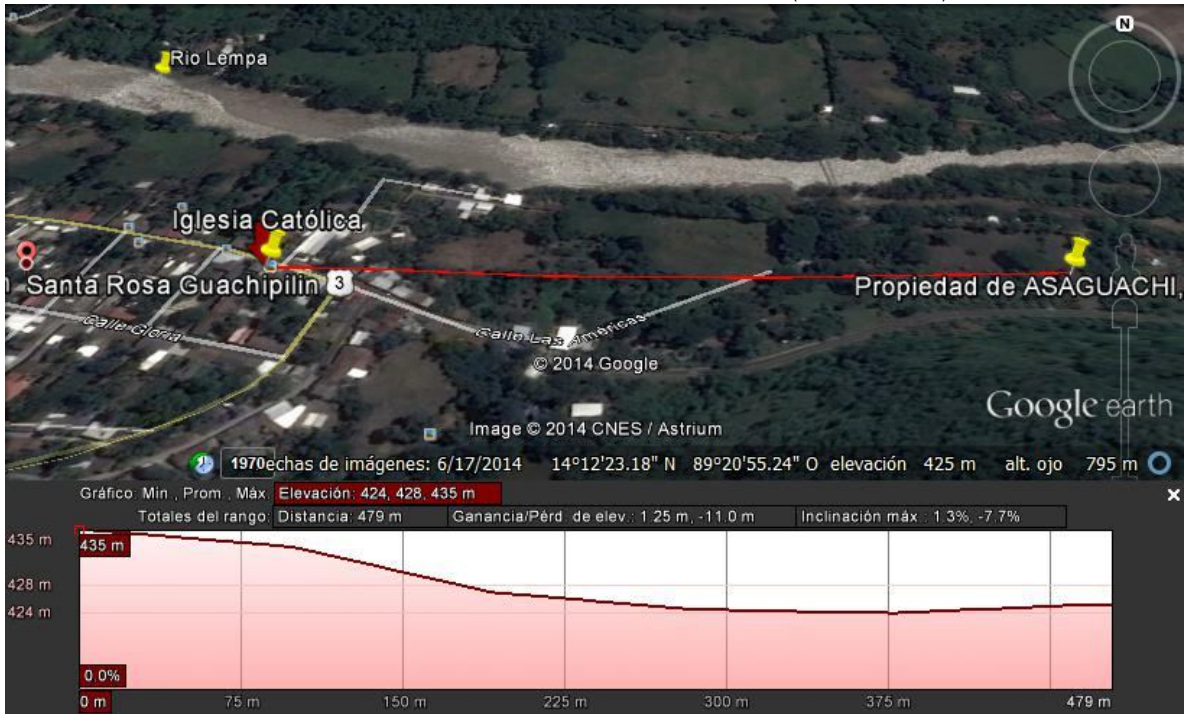 N
Rio Lempa
Iglesia Católica
Santa Rosa Guachipilin 3
Propiedad de ASAGUACHI,
Calle Gloria
Calle Las Américas
© 2014 Google
Google earth
Image © 2014 CNES / Astrium
1970 echas de imágenes: 6/17/2014 14°12'23.18" N 89°20'55.24" O elevación 425 m alt. ojo 795 m
Gráfico: Min., Prom., Máx. Elevación: 424, 428, 435 m
Totales del rango: Distancia: 479 m Ganancia/Pérd. de elev.: 1.25 m, -11.0 m Inclinación máx.: 1.3%, -7.7%
435 m 435 m
428 m
424 m
0.0%
0 m 75 m 150 m 225 m 300 m 375 m 479 m